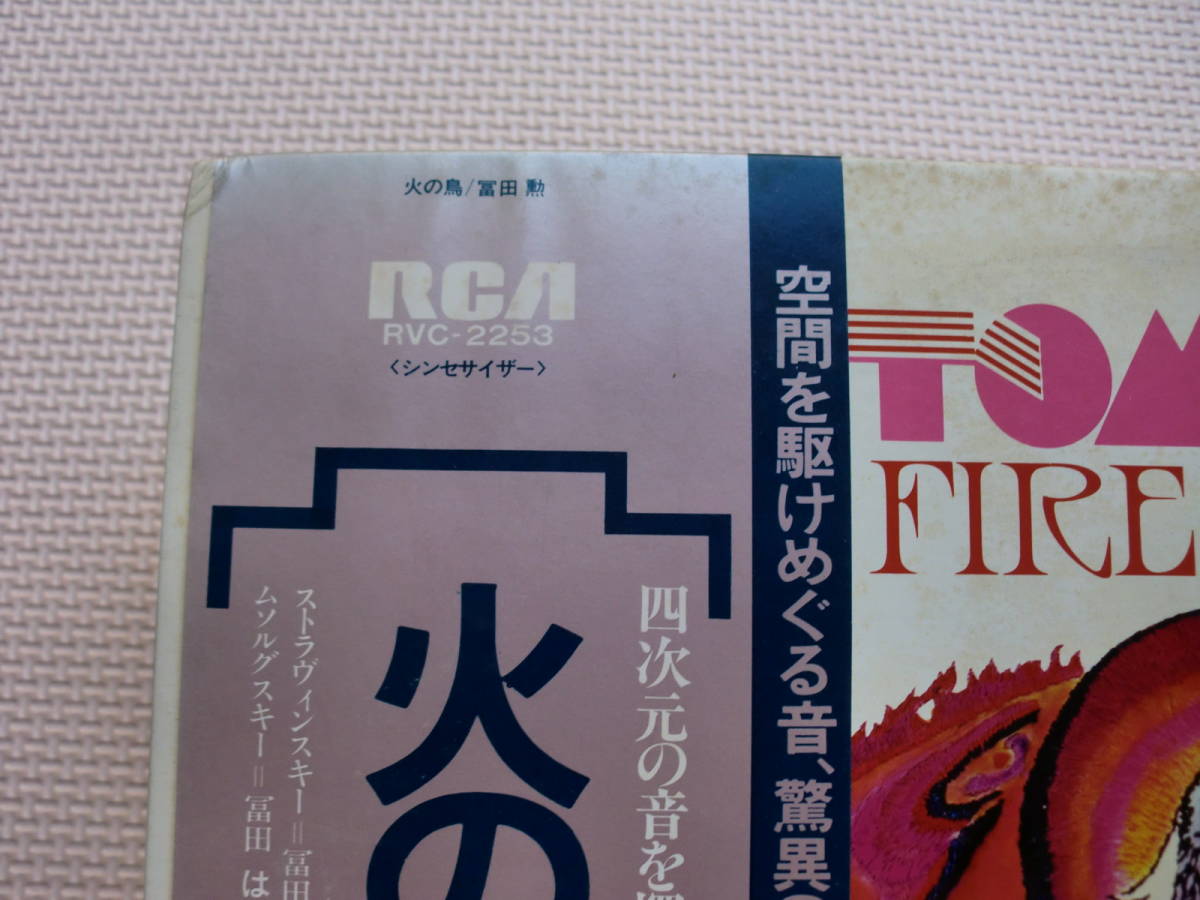 火の鳥/冨田 勲
RCA
RVC-2253
〈シンセサイザー〉
空間を駆けめぐる音、驚異
四次元の音を
火の
ストラヴィンスキー=冨田
ムソルグスキー=冨田 は
TOM
FIRE